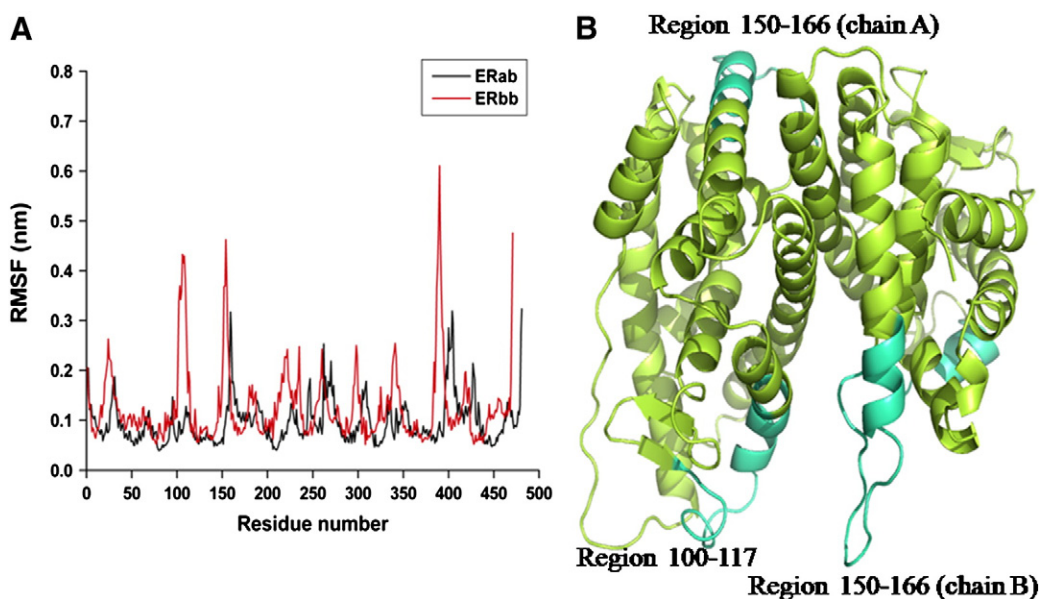 A
B
Region 150-166 (chain A)
0.8
0.7
0.6
0.5
0.4
0.3
0.2
0.1
0.0
RMSF (nm)
ERab
ERbb
0 50 100 150 200 250 300 350 400 450 500
Residue number
Region 100-117
Region 150-166 (chain B)